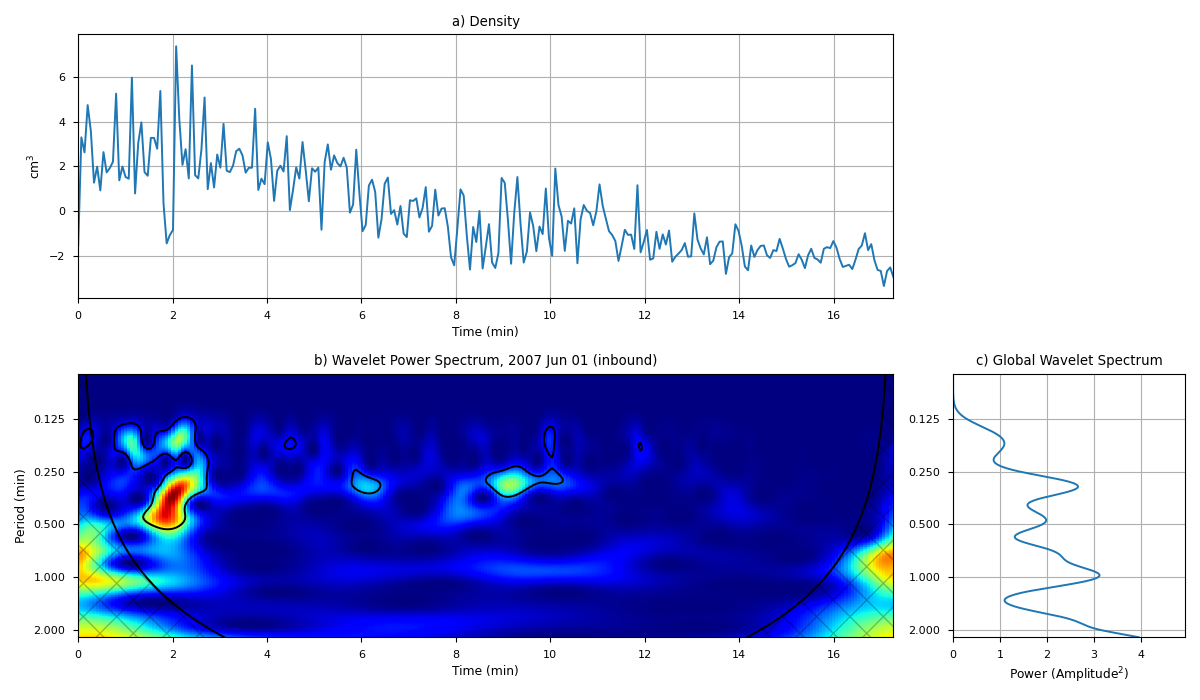 a) Density
cm³
6
4
2
0
−2
0 2 4 6 8 10 12 14 16
Time (min)
b) Wavelet Power Spectrum, 2007 Jun 01 (inbound)
Period (min)
0.125
0.250
0.500
1.000
2.000
0 2 4 6 8 10 12 14 16
Time (min)
c) Global Wavelet Spectrum
0.125
0.250
0.500
1.000
2.000
0 1 2 3 4
Power (Amplitude²)